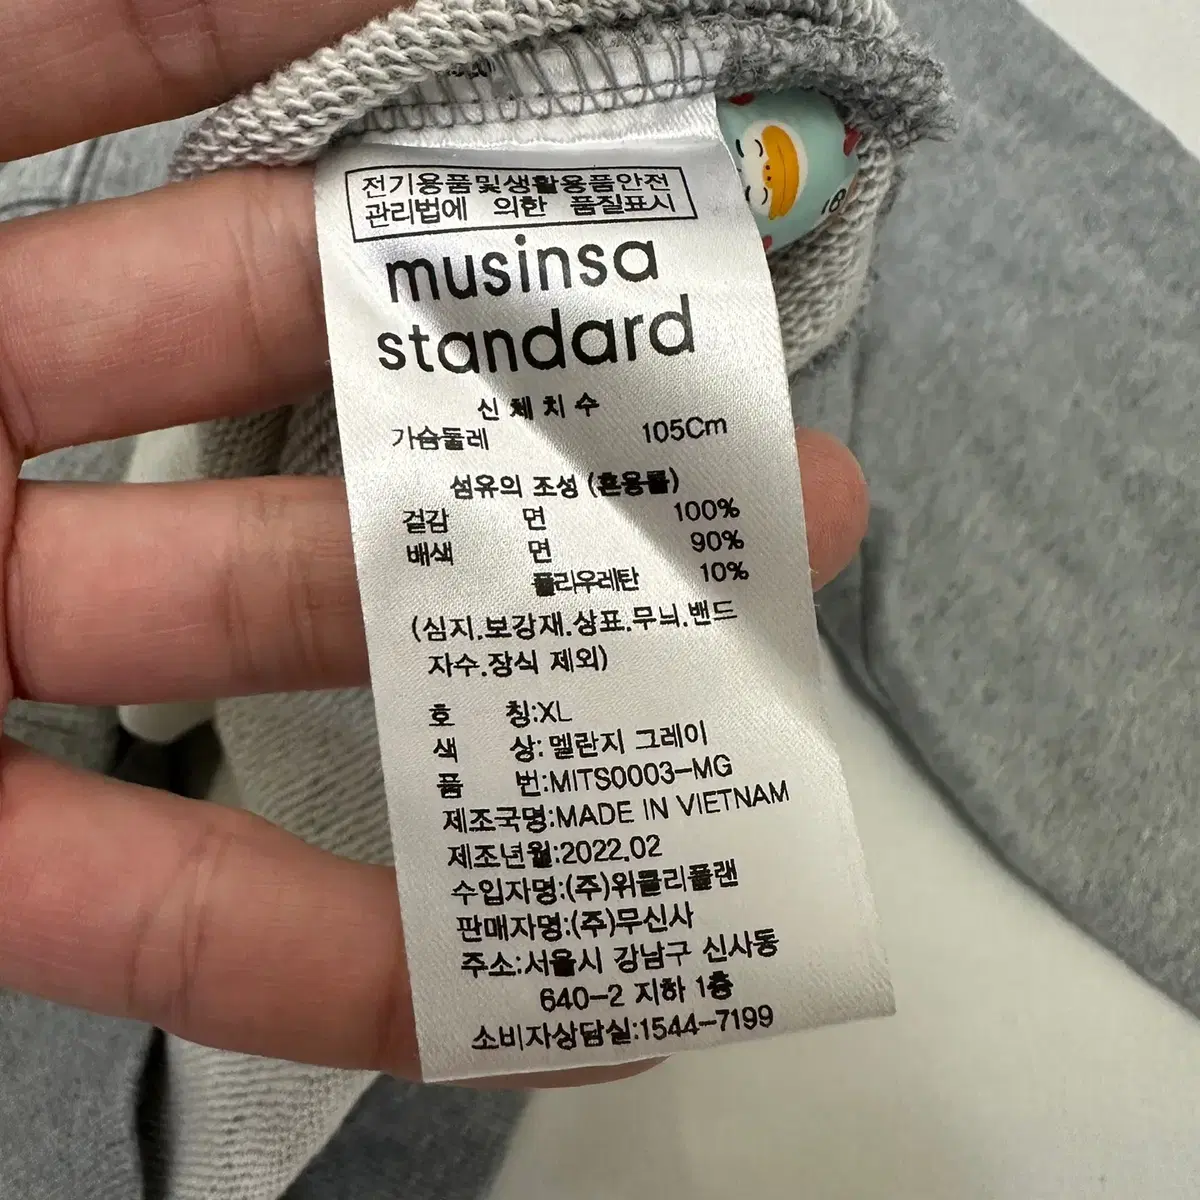 전기용품및생활용품안전
관리법에 의한 품질표시
musinsa
standard
신체치수
가슴둘레 105Cm
섬유의 조성 (혼용률)
겉감 면 100%
배색 면 90%
폴리우레탄 10%
(심지.보강재.상표.무늬.밴드
자수.장식 제외)
호 칭:XL
색 상:멜란지 그레이
품 번:MITS0003-MG
제조국명:MADE IN VIETNAM
제조년월:2022.02
수입자명:(주)위클리플랜
판매자명:(주)무신사
주소:서울시 강남구 신사동
640-2 지하 1층
소비자상담실:1544-7199